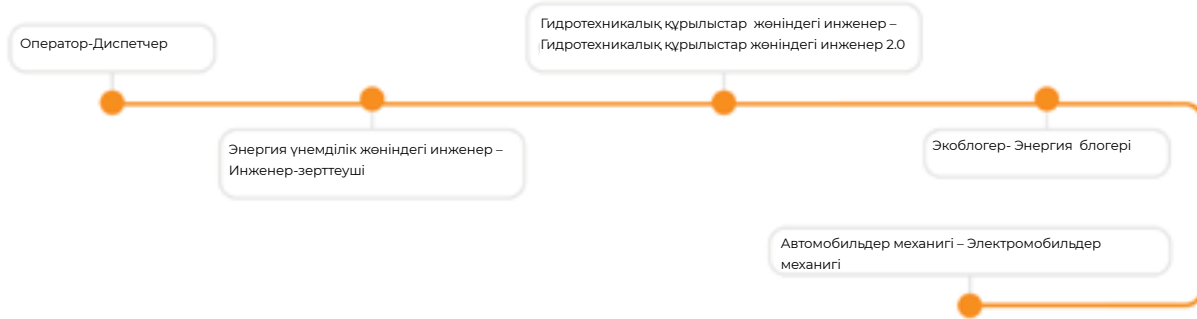 Оператор-Диспетчер
Гидротехникалық құрылыстар жөніндегі инженер –
Гидротехникалық құрылыстар жөніндегі инженер 2.0
Энергия үнемділік жөніндегі инженер –
Инженер-зерттеуші
Экоблогер- Энергия блогері
Автомобильдер механигі – Электромобильдер
механигі